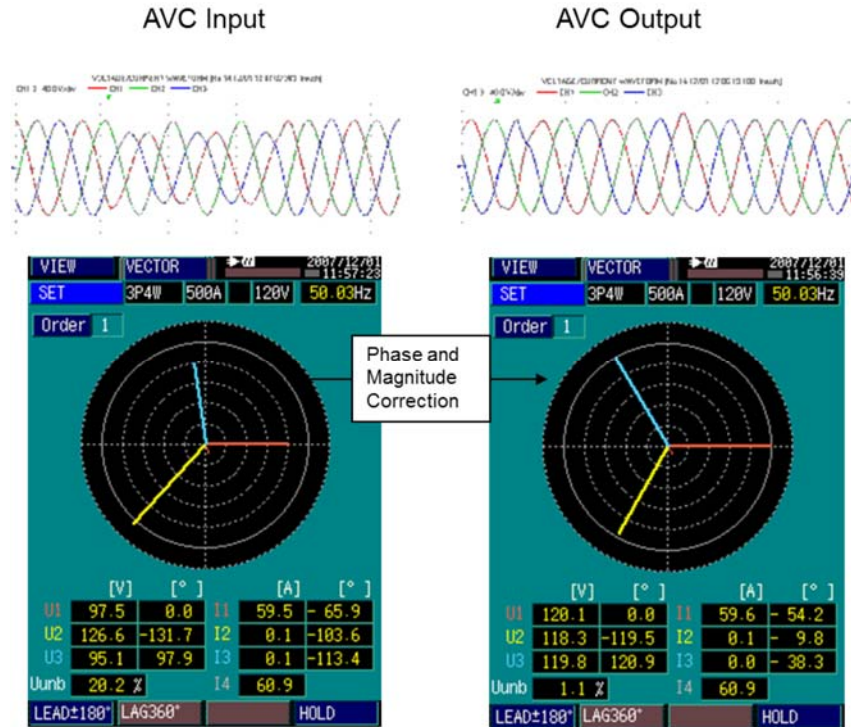 AVC Input
AVC Output
CH1
CH2
CH3
CH1
CH2
CH3
VIEW
VECTOR
2007/12/01
11:57:23
SET
3P4W
500A
120V
50.03Hz
Order 1
[V] [° ] [A] [° ]
U1 97.5 0.0 I1 59.5 - 65.9
U2 126.6 -131.7 I2 0.1 -103.6
U3 95.1 97.9 I3 0.1 -113.4
Uunb 20.2 % I4 60.9
LEAD±180° LAG360° HOLD
Phase and
Magnitude
Correction
VIEW
VECTOR
2007/12/01
11:56:39
SET
3P4W
500A
120V
50.03Hz
Order 1
[V] [° ] [A] [° ]
U1 120.1 0.0 I1 59.6 - 54.2
U2 118.3 -119.5 I2 0.1 - 9.8
U3 119.8 120.9 I3 0.0 - 38.3
Uunb 1.1 % I4 60.9
LEAD±180° LAG360° HOLD